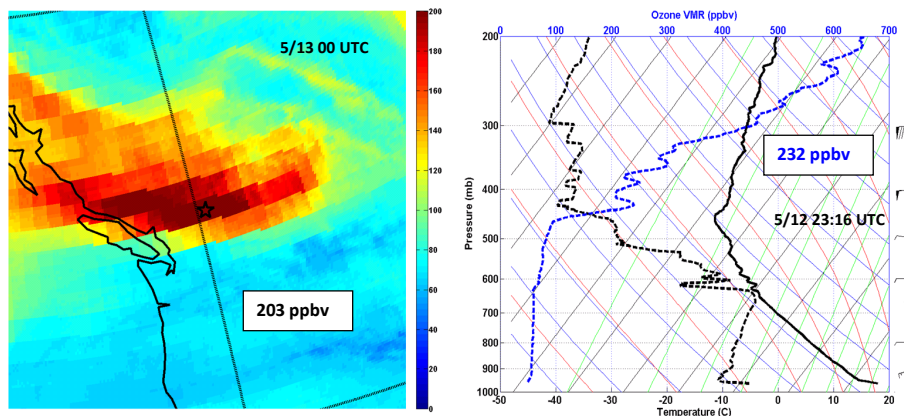 5/13 00 UTC
203 ppbv
200
180
160
140
120
100
80
60
40
20
0
Ozone VMR (ppbv)
0 100 200 300 400 500 600 700
200
300
400
500
600
700
800
900
1000
Pressure (mb)
232 ppbv
5/12 23:16 UTC
-50 -40 -30 -20 -10 0 10 20
Temperature (C)